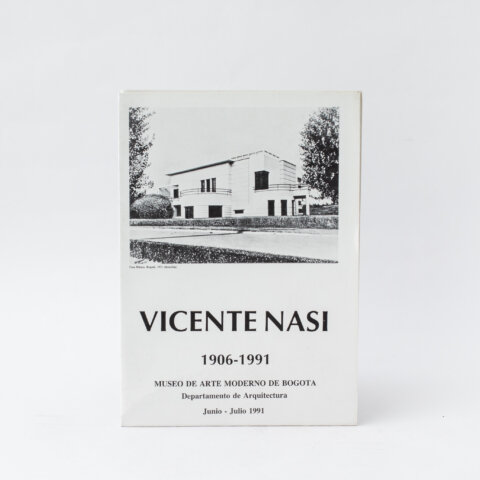 VICENTE NASI
1906-1991
MUSEO DE ARTE MODERNO DE BOGOTA
Departamento de Arquitectura
Junio - Julio 1991